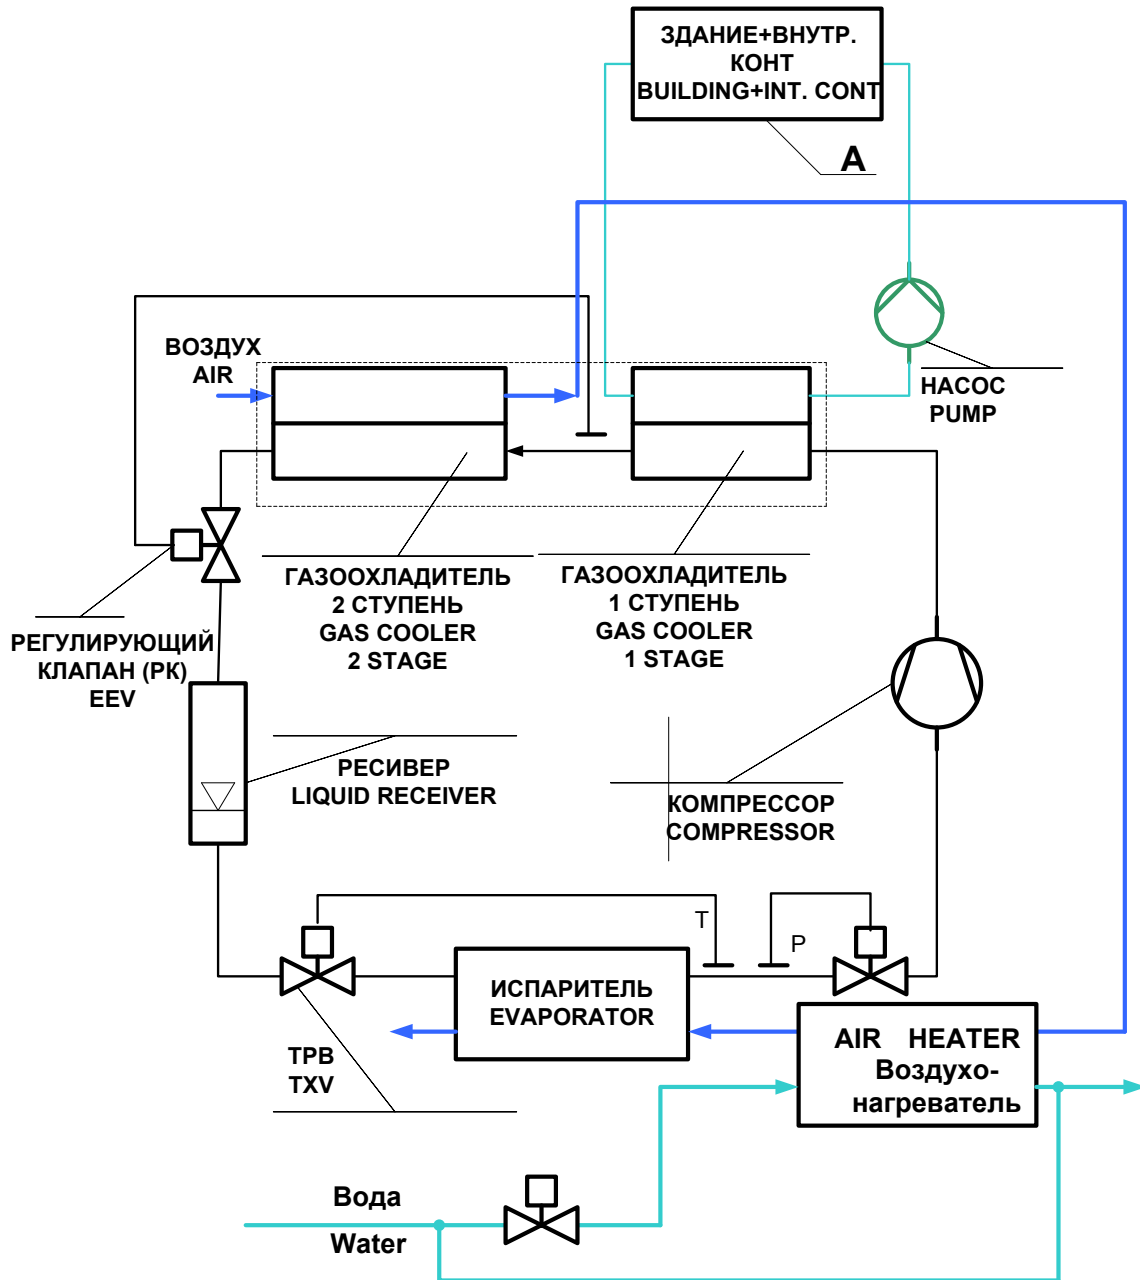 ЗДАНИЕ+ВНУТР.
КОНТ
BUILDING+INT. CONT
A
ВОЗДУХ
AIR
НАСОС
PUMP
ГАЗООХЛАДИТЕЛЬ
2 СТУПЕНЬ
GAS COOLER
2 STAGE
ГАЗООХЛАДИТЕЛЬ
1 СТУПЕНЬ
GAS COOLER
1 STAGE
РЕГУЛИРУЮЩИЙ
КЛАПАН (РК)
EEV
РЕСИВЕР
LIQUID RECEIVER
КОМПРЕССОР
COMPRESSOR
T
P
ИСПАРИТЕЛЬ
EVAPORATOR
ТРВ
TXV
AIR HEATER
Воздухо-
нагреватель
Вода
Water